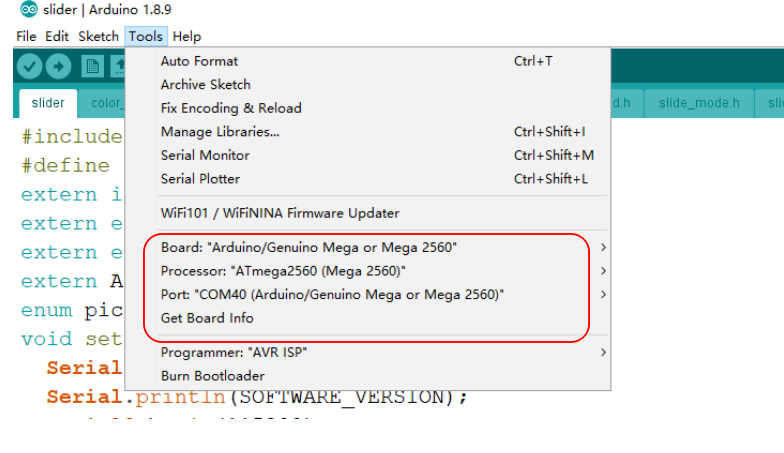 slider | Arduino 1.8.9
File Edit Sketch Tools Help
Auto Format Ctrl+T
Archive Sketch
slider color_ d.h slide_mode.h sli
Fix Encoding & Reload
#include
Manage Libraries... Ctrl+Shift+I
#define
Serial Monitor Ctrl+Shift+M
Serial Plotter Ctrl+Shift+L
extern i
WiFi101 / WiFiNINA Firmware Updater
extern e
Board: "Arduino/Genuino Mega or Mega 2560"
extern e
Processor: "ATmega2560 (Mega 2560)"
extern A
Port: "COM40 (Arduino/Genuino Mega or Mega 2560)"
enum pic
Get Board Info
void set
Programmer: "AVR ISP"
Serial
Burn Bootloader
Serial.println(SOFTWARE_VERSION);